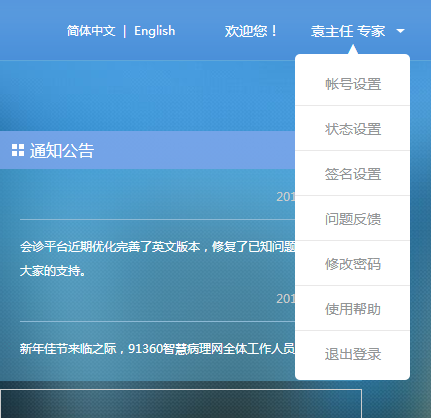 简体中文 | English
欢迎您！
袁主任 专家
帐号设置
状态设置
签名设置
问题反馈
修改密码
使用帮助
退出登录
通知公告
201
会诊平台近期优化完善了英文版本，修复了已知问题
大家的支持。
201
新年佳节来临之际，91360智慧病理网全体工作人员